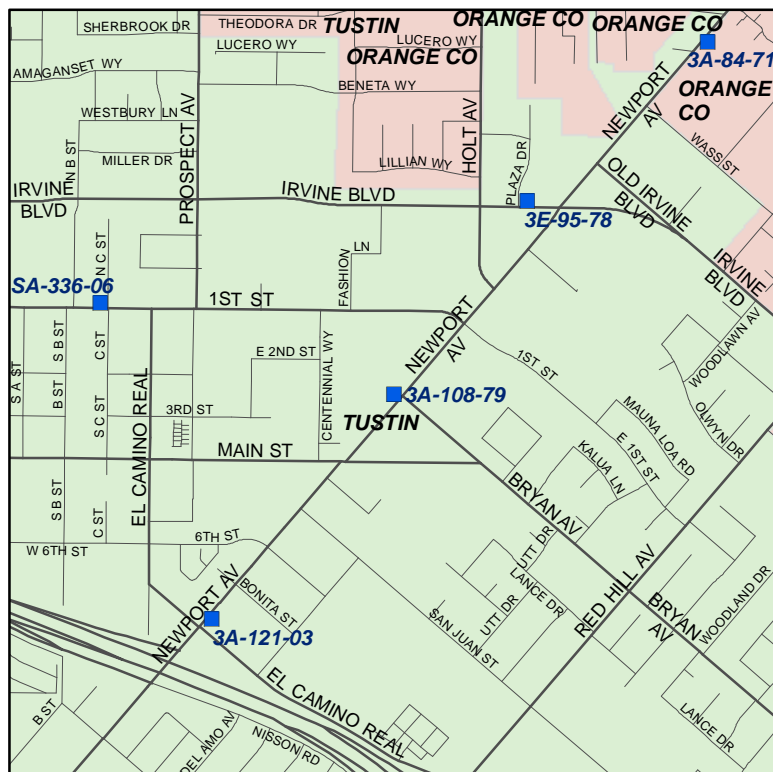 SHERBROOK DR
THEODORA DR
TUSTIN
ORANGE CO
ORANGE CO
LUCERO WY
LUCERO WY
ORANGE CO
3A-84-71
AMAGANSET WY
BENETA WY
ORANGE
CO
NEWPORT
AV
WESTBURY LN
PROSPECT AV
HOLT AV
WASS ST
MILLER DR
LILLIAN WY
N B ST
PLAZA DR
OLD IRVINE
BLVD
IRVINE
BLVD
IRVINE BLVD
3E-95-78
N C ST
FASHION
LN
IRVINE
BLVD
SA-336-06
1ST ST
NEWPORT
AV
WOODLAWN AV
S A ST
S B ST
B ST
C ST
S C ST
EL CAMINO REAL
E 2ND ST
CENTENNIAL WY
1ST ST
3A-108-79
3RD ST
TUSTIN
MAUNA LOA RD
OLWYN DR
E 1ST ST
KALUA LN
MAIN ST
BRYAN AV
S B ST
C ST
W 6TH ST
6TH ST
UTT DR
LANCE DR
UTT DR
RED HILL AV
BRYAN
AV
WOODLAND DR
NEWPORT AV
BONITA ST
SAN JUAN ST
3A-121-03
EL CAMINO REAL
B ST
DEL AMO AV
NISSON RD
LANCE DR